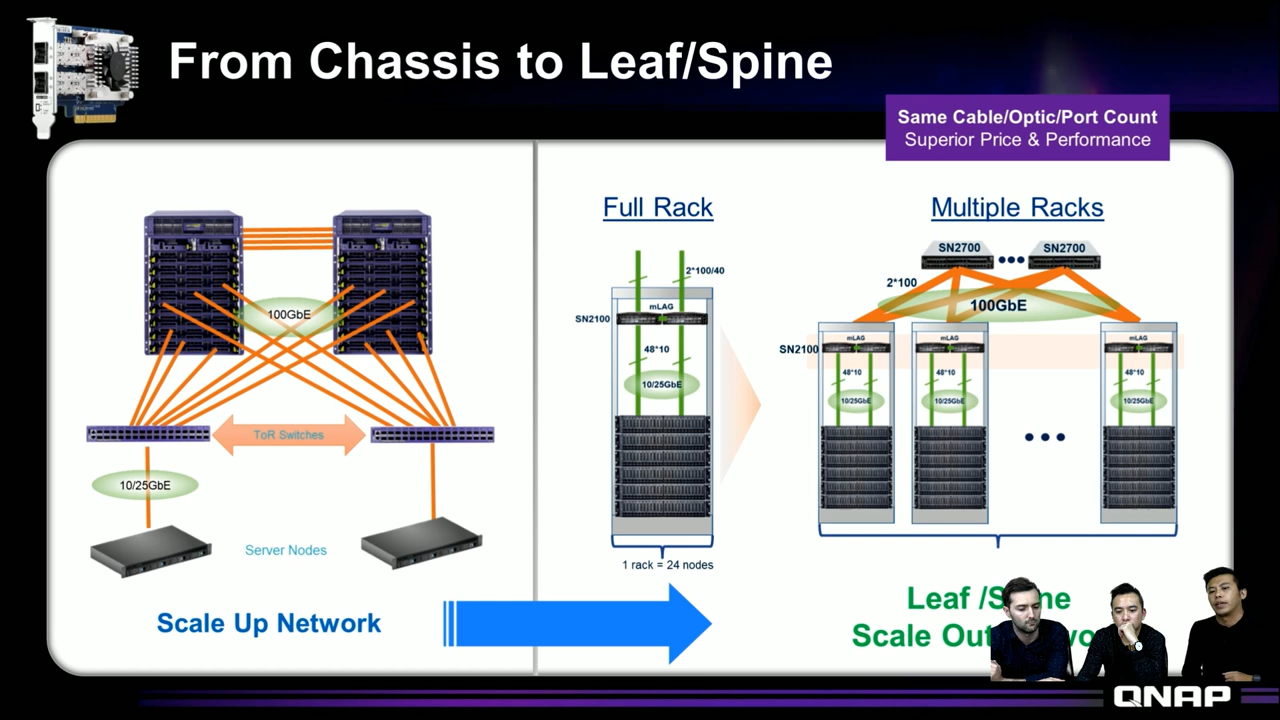 From Chassis to Leaf/Spine
Same Cable/Optic/Port Count
Superior Price & Performance
100GbE
ToR Switches
10/25GbE
Server Nodes
Scale Up Network
Full Rack
2*100/40
mLAG
SN2100
48*10
10/25GbE
1 rack = 24 nodes
Multiple Racks
SN2700
SN2700
2*100
100GbE
SN2100
mLAG
mLAG
mLAG
48*10
48*10
48*10
10/25GbE
10/25GbE
10/25GbE
Leaf /Spine
Scale Out
QNAP